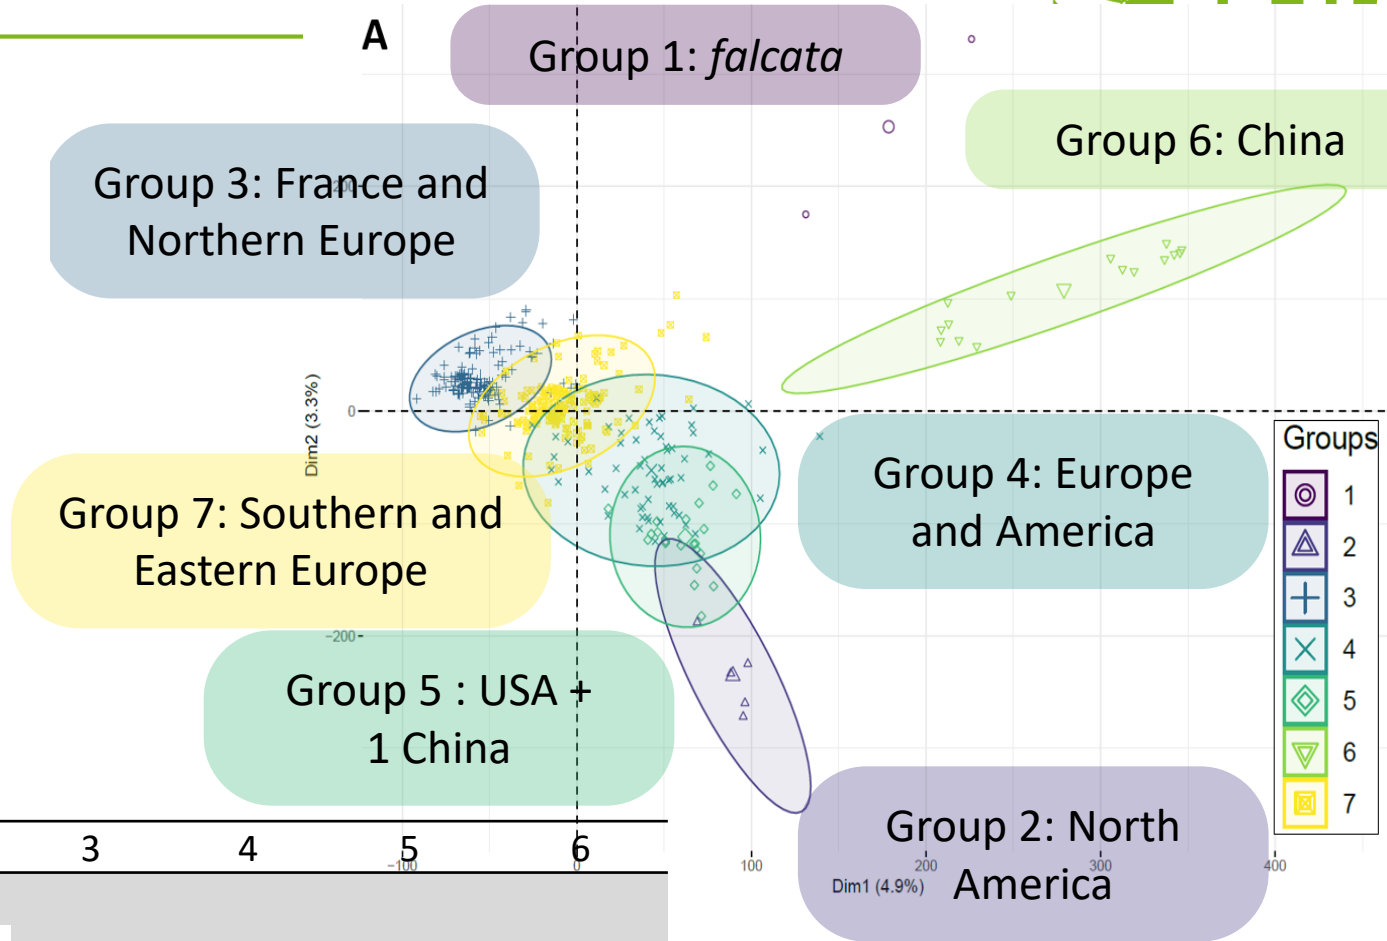 A
Group 1: falcata
Group 6: China
Group 3: France and
Northern Europe
200
Dim2 (3.3%)
0
Group 4: Europe
and America
Groups
1
2
3
4
5
6
7
Group 7: Southern and
Eastern Europe
−200
Group 5 : USA +
1 China
Group 2: North
America
3 4 5 6
−100 0 100 200 300 400
Dim1 (4.9%)